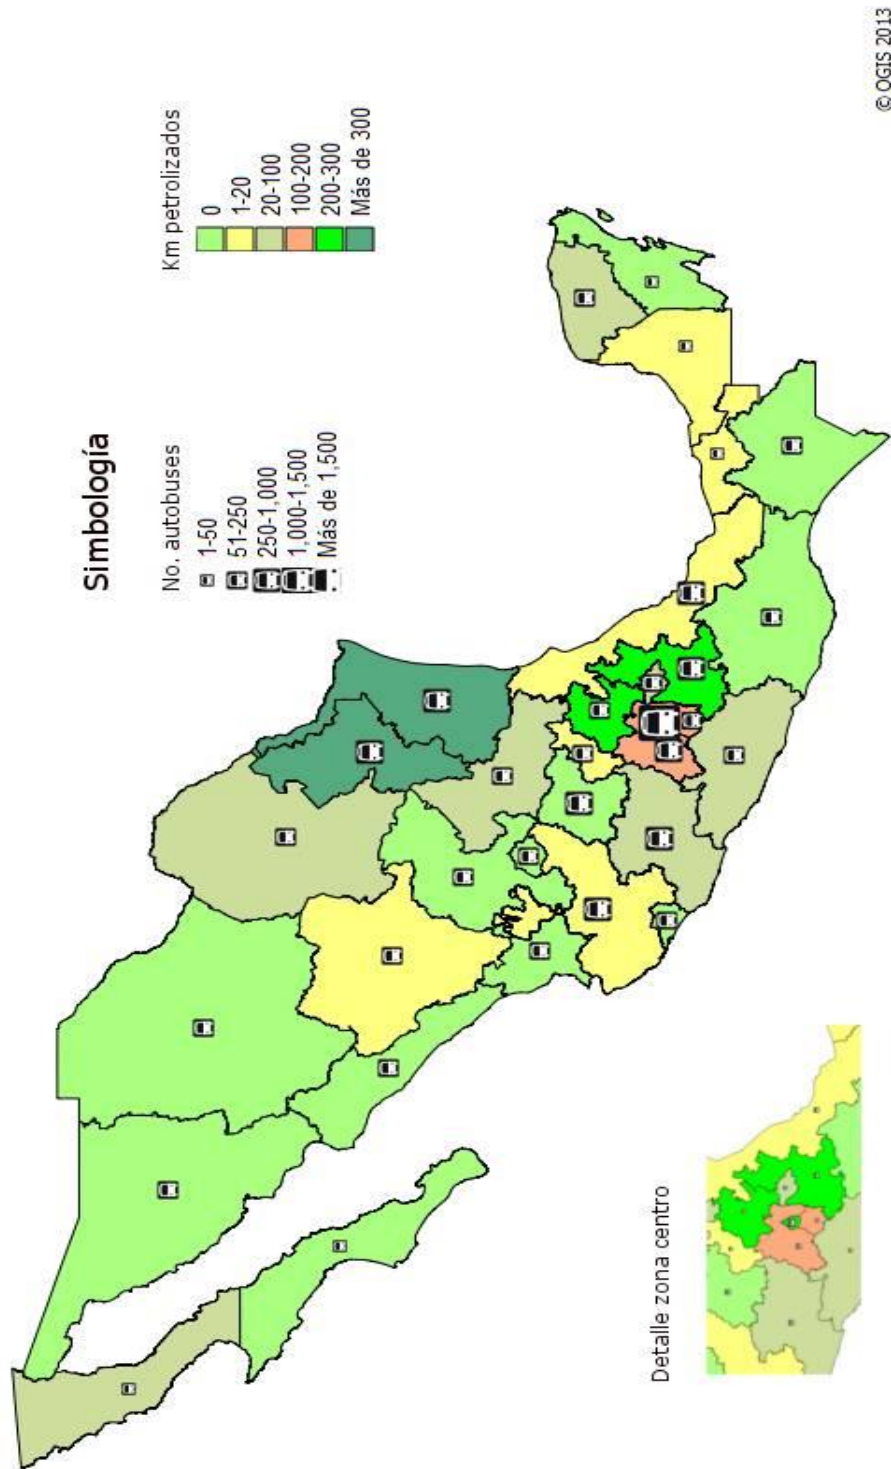 Simbología
No. autobuses
1-50
51-250
250-1,000
1,000-1,500
Más de 1,500
Km petrolizados
0
1-20
20-100
100-200
200-300
Más de 300
Detalle zona centro
© QGIS 2013